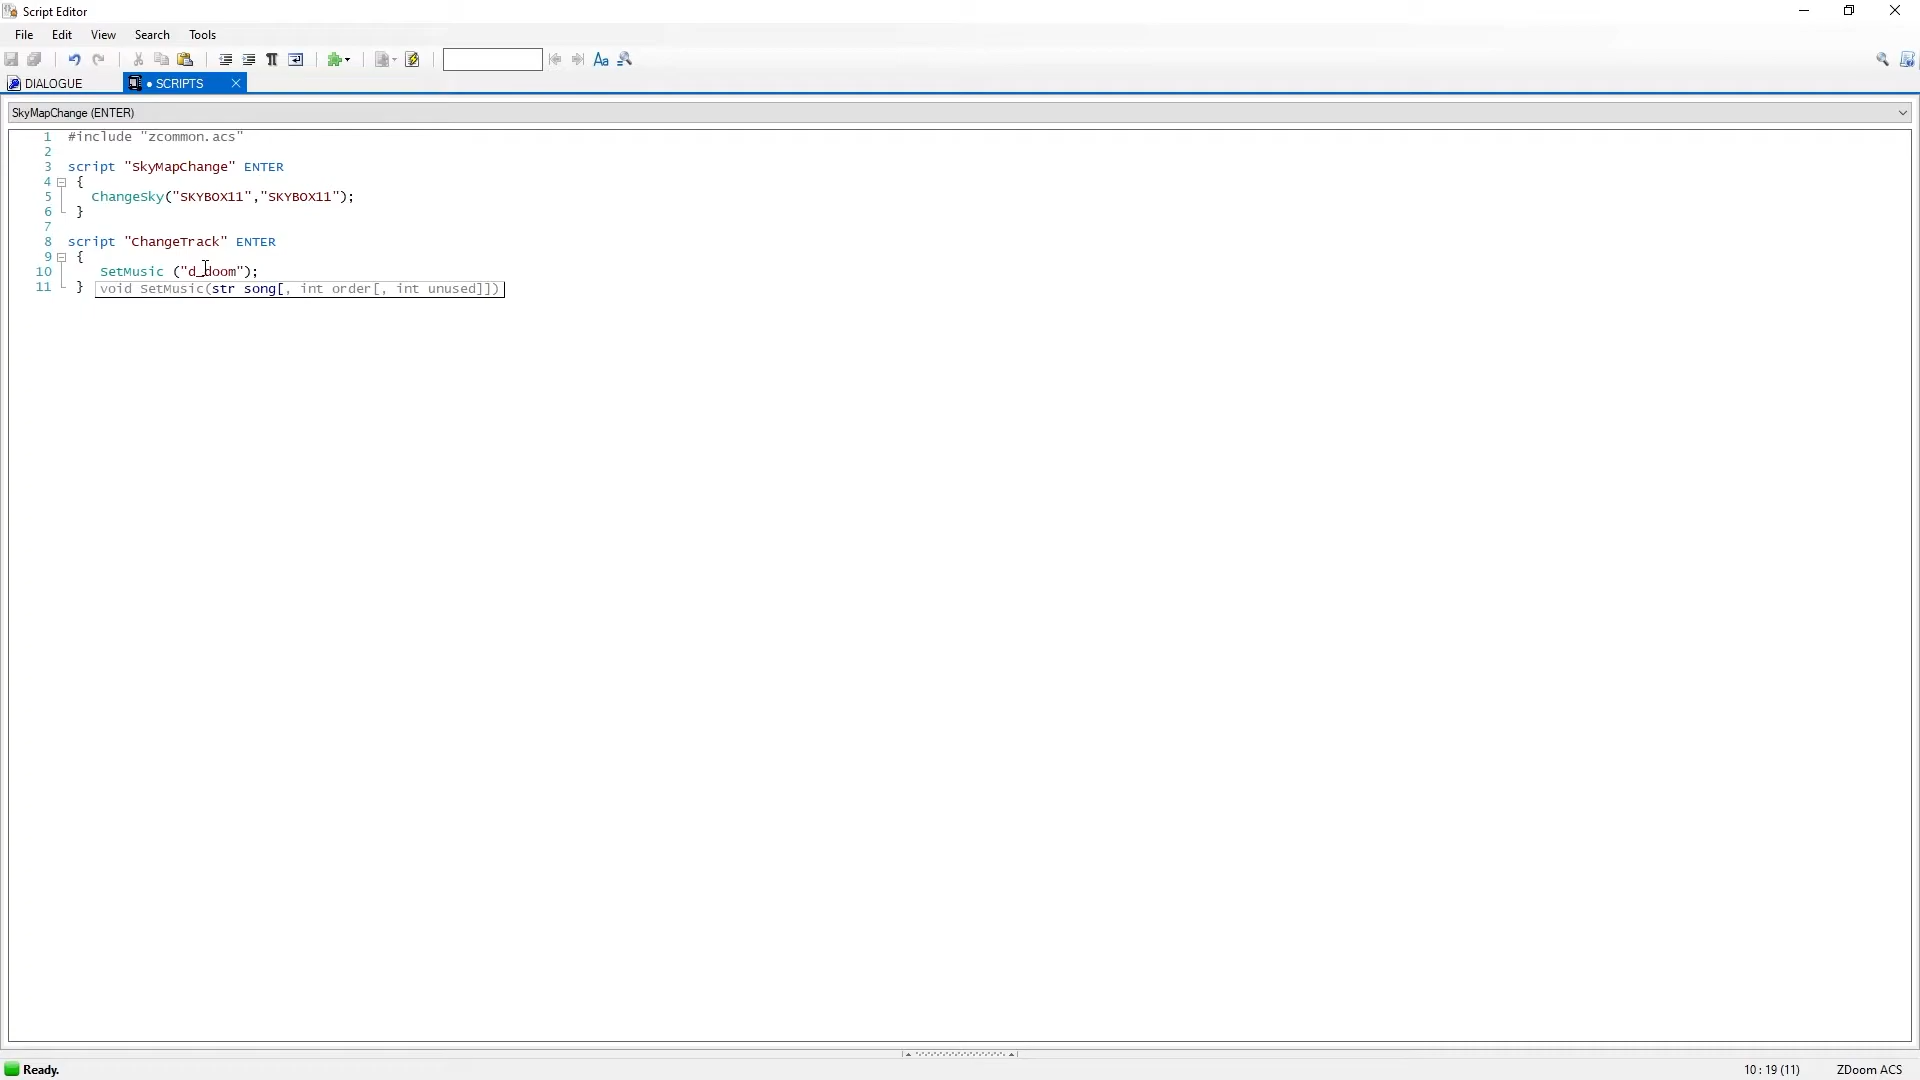 Script Editor
File Edit View Search Tools
Aa
DIALOGUE • SCRIPTS
SkyMapChange (ENTER)
1 #include "zcommon.acs"
2
3 script "SkyMapChange" ENTER
4 {
5 ChangeSky("SKYBOX11","SKYBOX11");
6 }
7
8 script "ChangeTrack" ENTER
9 {
10 SetMusic ("d_doom");
11 } void SetMusic(str song[, int order[, int unused]])
Ready. 10 : 19 (11) ZDoom ACS